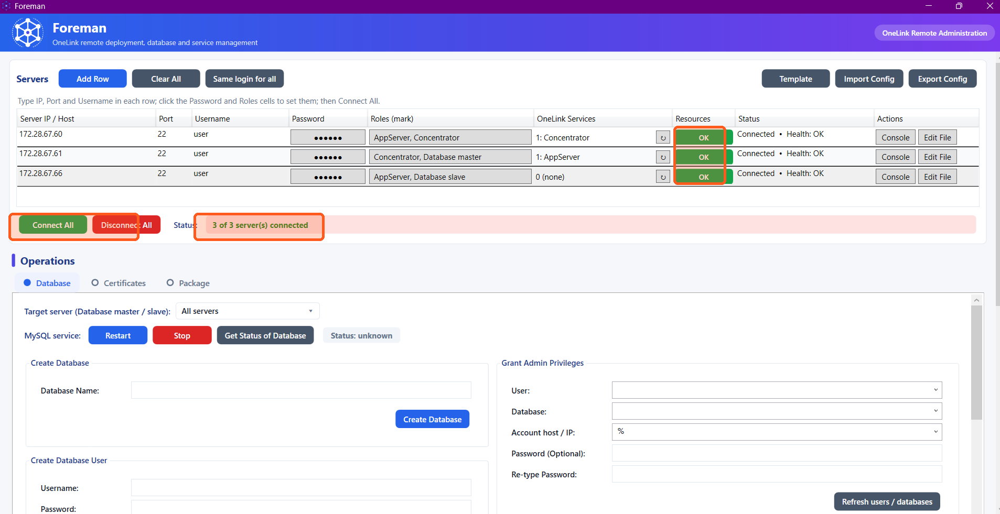 Foreman
Foreman
OneLink remote deployment, database and service management
OneLink Remote Administration
Servers Add Row Clear All Same login for all Template Import Config Export Config
Type IP, Port and Username in each row; click the Password and Roles cells to set them; then Connect All.
Server IP / Host Port Username Password Roles (mark) OneLink Services Resources Status Actions
172.28.67.60 22 user ●●●●●● AppServer, Concentrator 1: Concentrator ↻ OK Connected • Health: OK Console Edit File
172.28.67.61 22 user ●●●●●● Concentrator, Database master 1: AppServer ↻ OK Connected • Health: OK Console Edit File
172.28.67.66 22 user ●●●●●● AppServer, Database slave 0 (none) ↻ OK Connected • Health: OK Console Edit File
Connect All Disconnect All Status: 3 of 3 server(s) connected
Operations
Database Certificates Package
Target server (Database master / slave): All servers
MySQL service: Restart Stop Get Status of Database Status: unknown
Create Database
Database Name:
Create Database
Create Database User
Username:
Password:
Grant Admin Privileges
User:
Database:
Account host / IP: %
Password (Optional):
Re-type Password:
Refresh users / databases